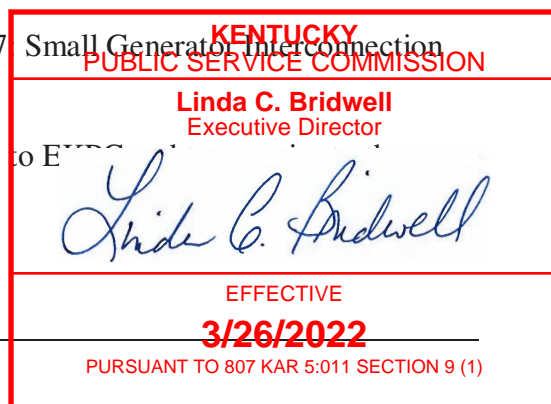 7 Small Generator Interconnection
KENTUCKY
PUBLIC SERVICE COMMISSION
Linda C. Bridwell
Executive Director
to
Linda C. Bridwell
EFFECTIVE
3/26/2022
PURSUANT TO 807 KAR 5:011 SECTION 9 (1)